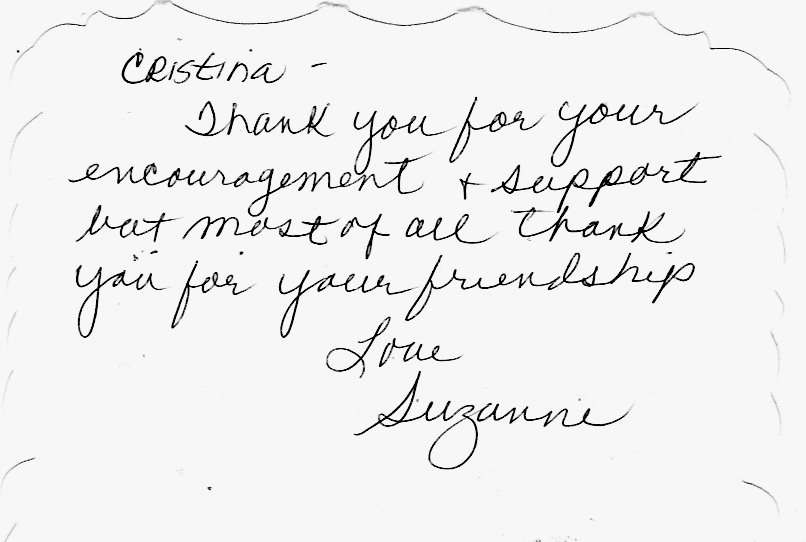 Cristina -
Thank you for your
encouragement + support
but most of all thank
you for your friendship
Love
Suzanne